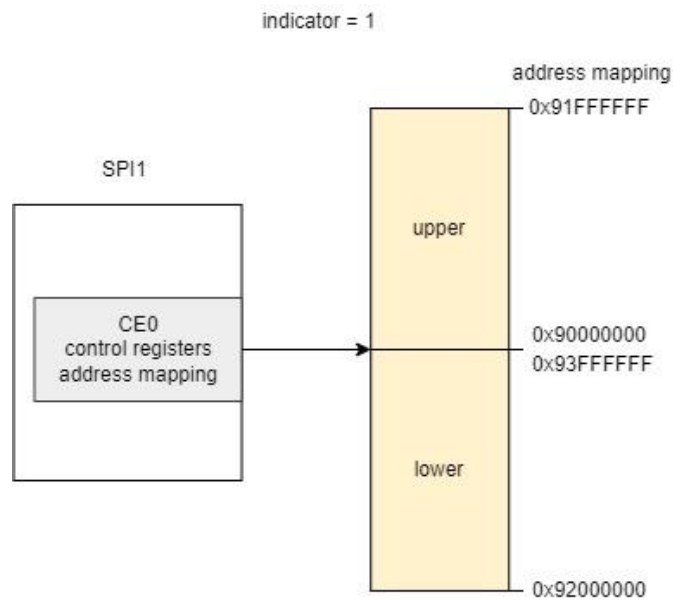 indicator = 1
address mapping
0x91FFFFFF
SPI1
upper
CE0
control registers
address mapping
0x90000000
0x93FFFFFF
lower
0x92000000